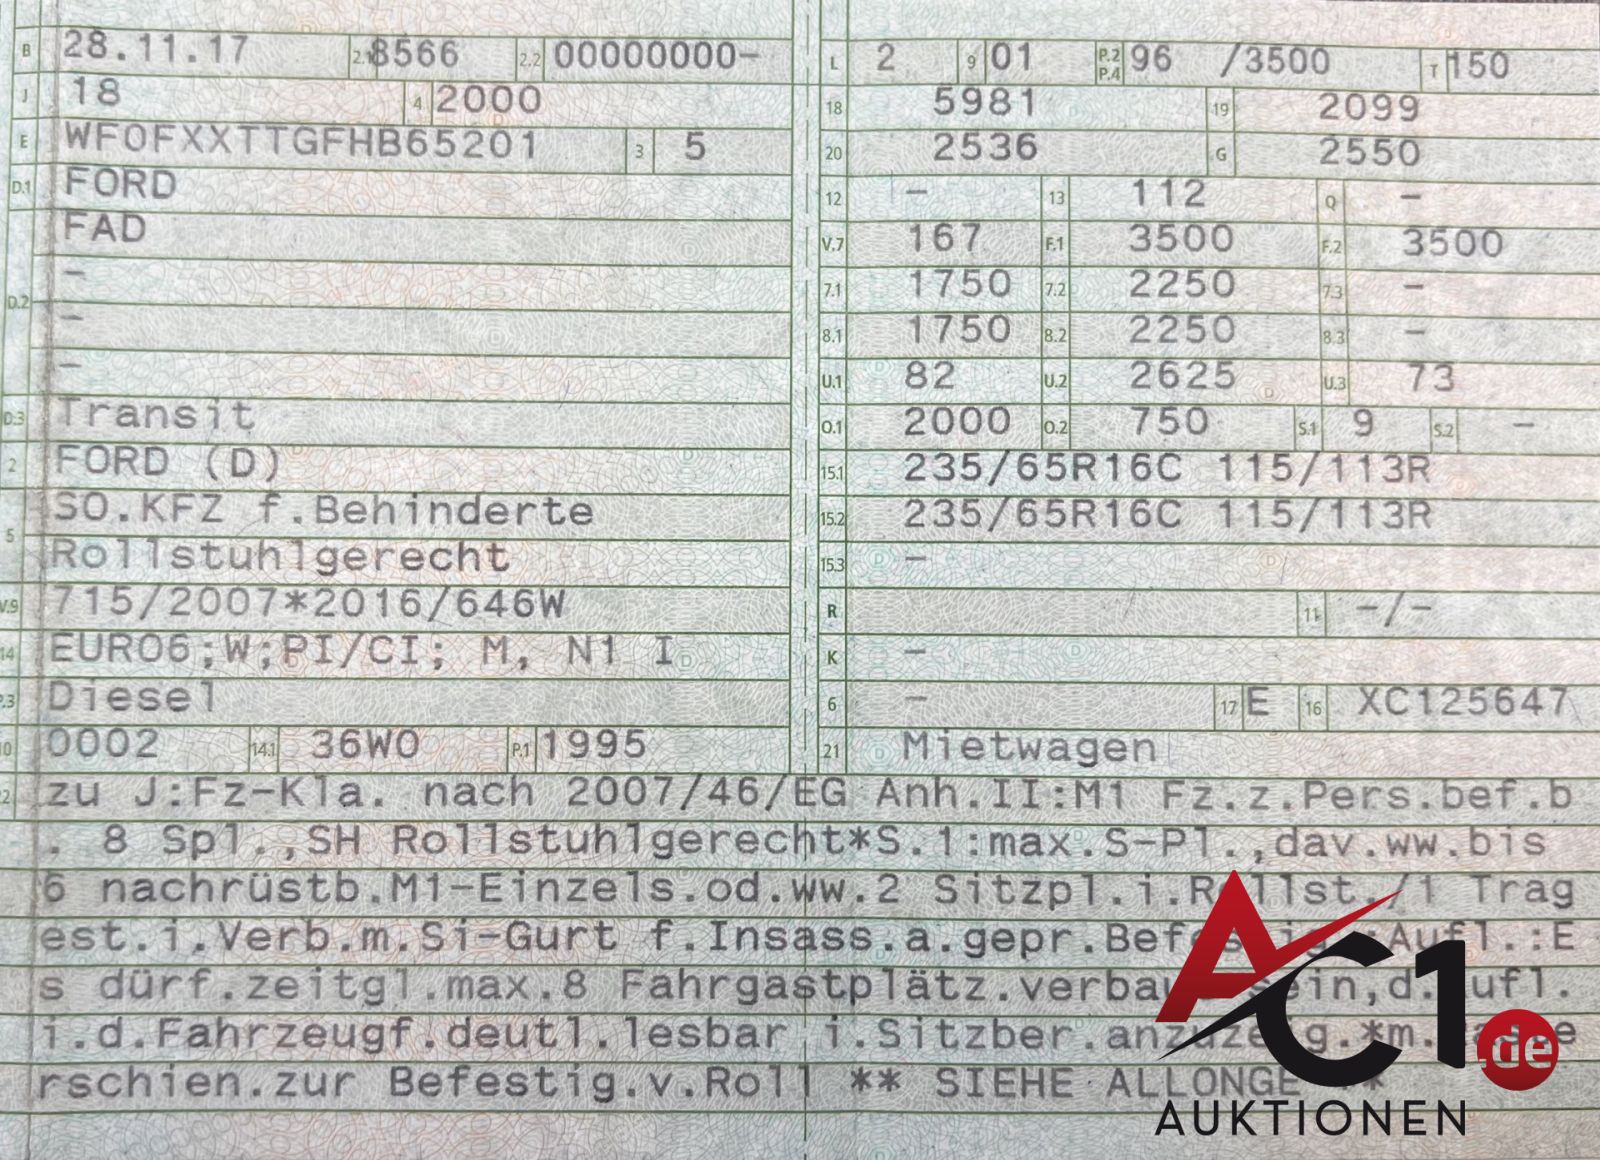 B 28.11.17 2.1 8566 2.2 00000000-
J 18 4 2000
E WF0FXXTTGFHB65201 3 5
D.1 FORD
FAD
-
D.2
-
-
D.3 Transit
2 FORD (D)
SO.KFZ f.Behinderte
5
Rollstuhlgerecht
V.9 715/2007*2016/646W
14 EURO6;W;PI/CI; M, N1 I
P.3 Diesel
10 0002 14.1 36W0 P.1 1995
L 2 9 01 P.2 P.4 96 /3500 T 150
18 5981 19 2099
20 2536 G 2550
12 - 13 112 Q -
V.7 167 F.1 3500 F.2 3500
7.1 1750 7.2 2250 7.3 -
8.1 1750 8.2 2250 8.3 -
U.1 82 U.2 2625 U.3 73
O.1 2000 O.2 750 S.1 9 S.2 -
15.1 235/65R16C 115/113R
15.2 235/65R16C 115/113R
15.3 -
R 11 -/-
K -
6 - 17 E 16 XC125647
21 Mietwagen
22 zu J:Fz-Kla. nach 2007/46/EG Anh.II:M1 Fz.z.Pers.bef.b
. 8 Spl.,SH Rollstuhlgerecht*S.1:max.S-Pl.,dav.ww.bis
6 nachrüstb.M1-Einzels.od.ww.2 Sitzpl.i.Rollst./1 Trag
est.i.Verb.m.Si-Gurt f.Insass.a.gepr.Befestig.;Aufl.:E
s dürf.zeitgl.max.8 Fahrgastplätz.verbaut sein,d.Aufl.
i.d.Fahrzeugf.deutl.lesbar i.Sitzber.anzuzeig.*m.
rschien.zur Befestig.v.Roll ** SIEHE ALLONGE **
AC1.de
AUKTIONEN